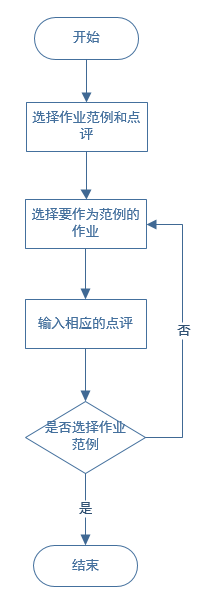 开始
选择作业范例和点
评
选择要作为范例的
作业
输入相应的点评
否
是否选择作业
范例
是
结束